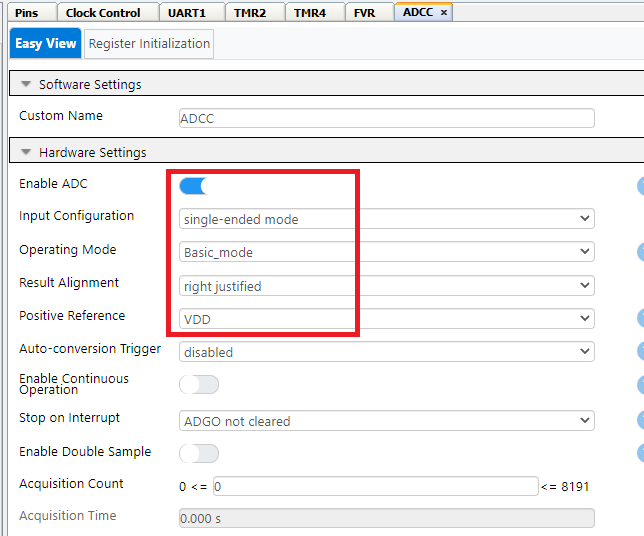 Pins Clock Control UART1 TMR2 TMR4 FVR ADCC ×
Easy View Register Initialization
Software Settings
Custom Name ADCC
Hardware Settings
Enable ADC
Input Configuration single-ended mode
Operating Mode Basic_mode
Result Alignment right justified
Positive Reference VDD
Auto-conversion Trigger disabled
Enable Continuous
Operation
Stop on Interrupt ADGO not cleared
Enable Double Sample
Acquisition Count 0 <= 0 <= 8191
Acquisition Time 0.000 s